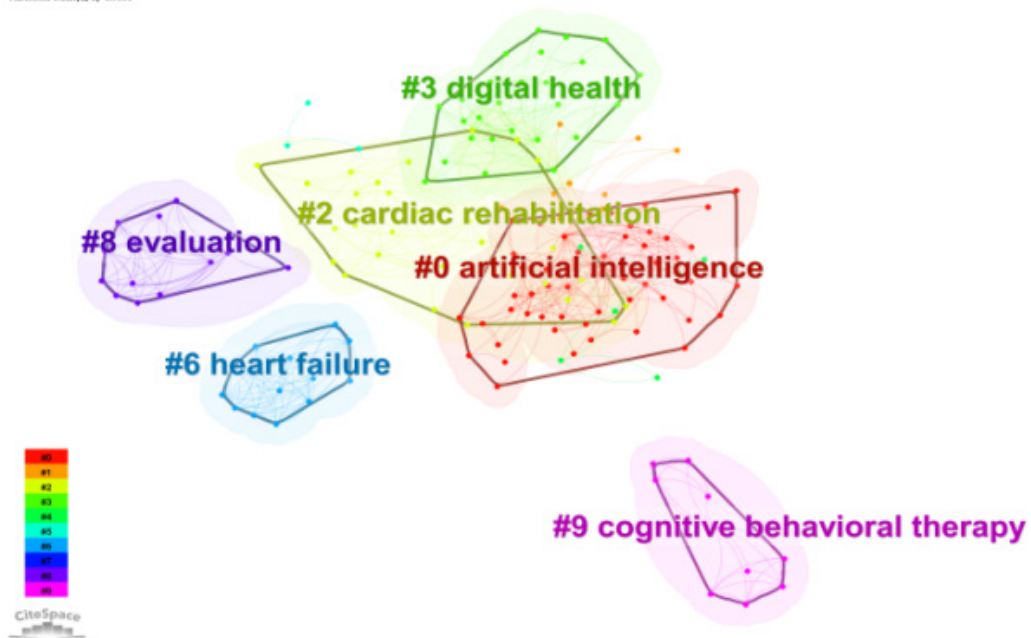 #3 digital health
#2 cardiac rehabilitation
#8 evaluation
#0 artificial intelligence
#6 heart failure
#9 cognitive behavioral therapy
#0
#1
#2
#3
#4
#5
#6
#7
#8
#9
CiteSpace